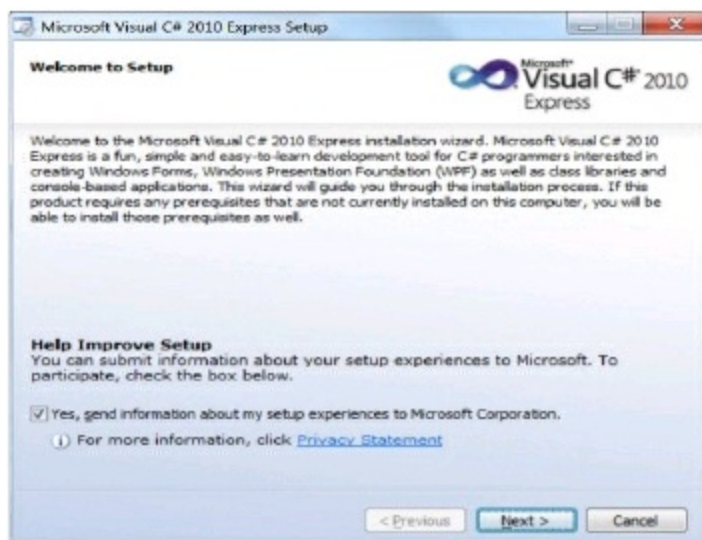 Microsoft Visual C# 2010 Express Setup
Welcome to Setup
Microsoft®
Visual C#® 2010
Express
Welcome to the Microsoft Visual C# 2010 Express installation wizard. Microsoft Visual C# 2010
Express is a fun, simple and easy-to-learn development tool for C# programmers interested in
creating Windows Forms, Windows Presentation Foundation (WPF) as well as class libraries and
console-based applications. This wizard will guide you through the installation process. If this
product requires any prerequisites that are not currently installed on this computer, you will be
able to install those prerequisites as well.
Help Improve Setup
You can submit information about your setup experiences to Microsoft. To
participate, check the box below.
Yes, send information about my setup experiences to Microsoft Corporation.
For more information, click Privacy Statement
< Previous
Next >
Cancel